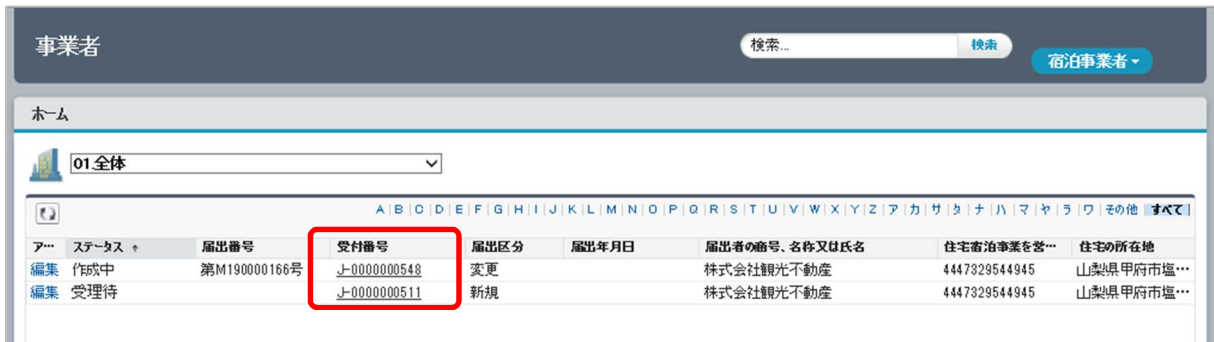 事業者
検索...
検索
宿泊事業者
ホーム
01.全体
A|B|C|D|E|F|G|H|I|J|K|L|M|N|O|P|Q|R|S|T|U|V|W|X|Y|Z|ア|カ|サ|タ|ナ|ハ|マ|ヤ|ラ|ワ|その他|すべて|
ア… ステータス ↑ 届出番号 受付番号 届出区分 届出年月日 届出者の商号、名称又は氏名 住宅宿泊事業を営… 住宅の所在地
編集 作成中 第M190000166号 J-0000000548 変更 株式会社観光不動産 4447329544945 山梨県甲府市塩…
編集 受理待 J-0000000511 新規 株式会社観光不動産 4447329544945 山梨県甲府市塩…